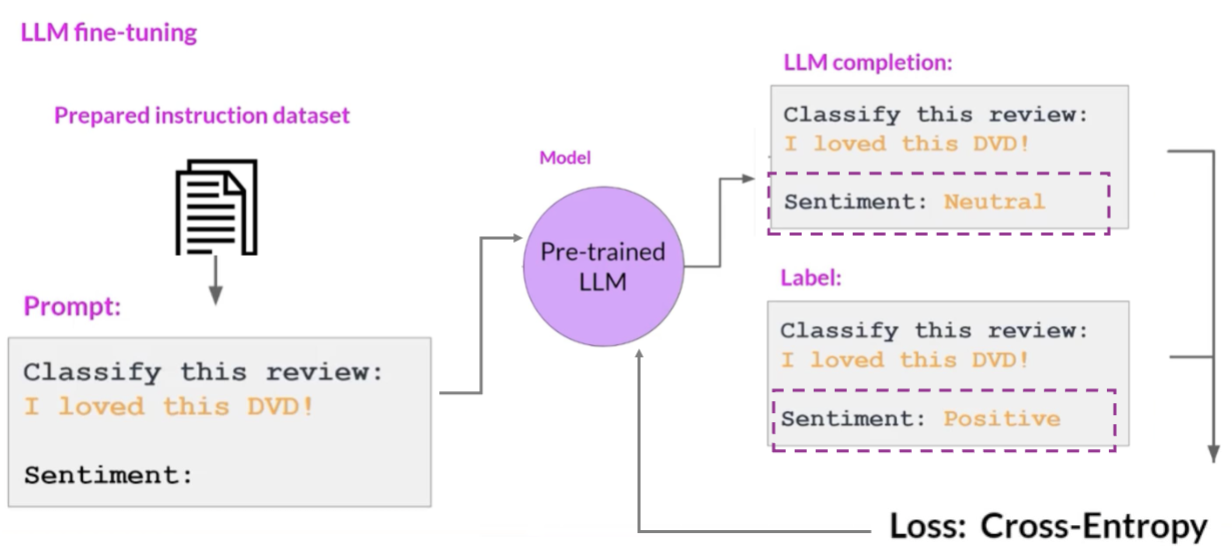 LLM fine-tuning
Prepared instruction dataset
Prompt:
Classify this review:
I loved this DVD!
Sentiment:
Model
Pre-trained
LLM
LLM completion:
Classify this review:
I loved this DVD!
Sentiment: Neutral
Label:
Classify this review:
I loved this DVD!
Sentiment: Positive
Loss: Cross-Entropy